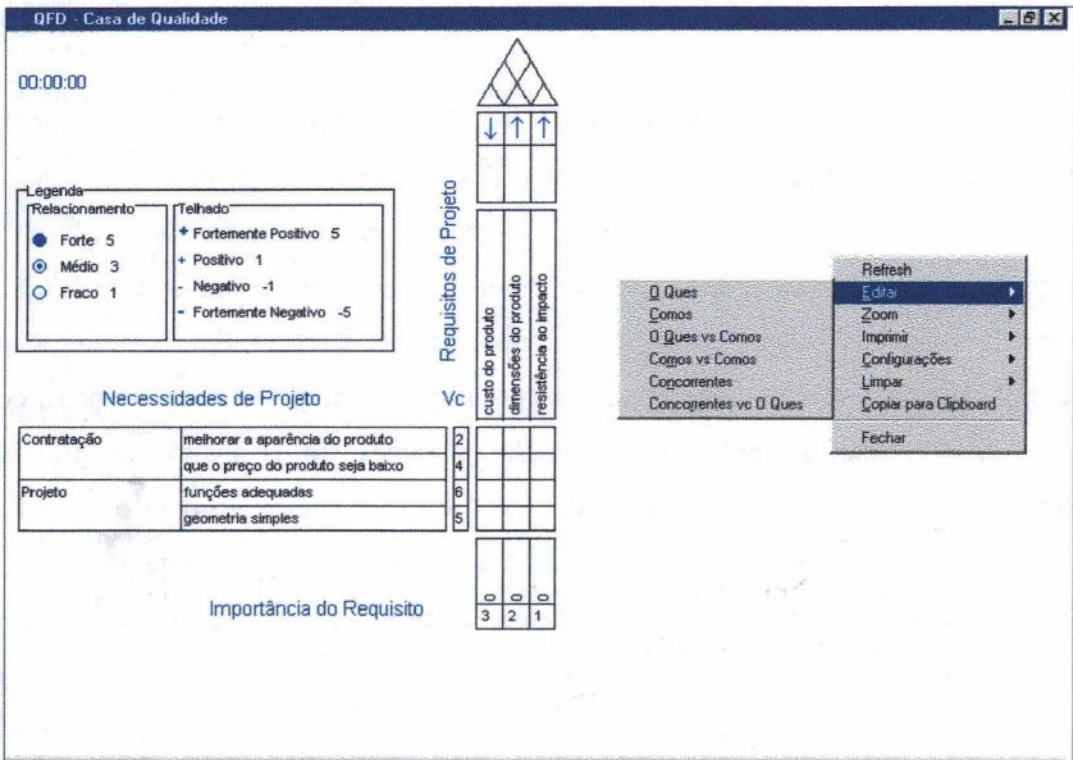 QFD - Casa de Qualidade
00:00:00
Legenda
Relacionamento
Forte 5
Médio 3
Fraco 1
Telhado
+ Fortemente Positivo 5
+ Positivo 1
- Negativo -1
- Fortemente Negativo -5
Requisitos de Projeto
↓ ↑ ↑
custo do produto
dimensões do produto
resistência ao impacto
Necessidades de Projeto Vc
Contratação melhorar a aparência do produto 2
que o preço do produto seja baixo 4
Projeto funções adequadas 6
geometria simples 5
Importância do Requisito
0 0 0
3 2 1
O Ques
Comos
O Ques vs Comos
Comos vs Comos
Concorrentes
Concorrentes vc O Ques
Refresh
Editar
Zoom
Imprimir
Configurações
Limpar
Copiar para Clipboard
Fechar